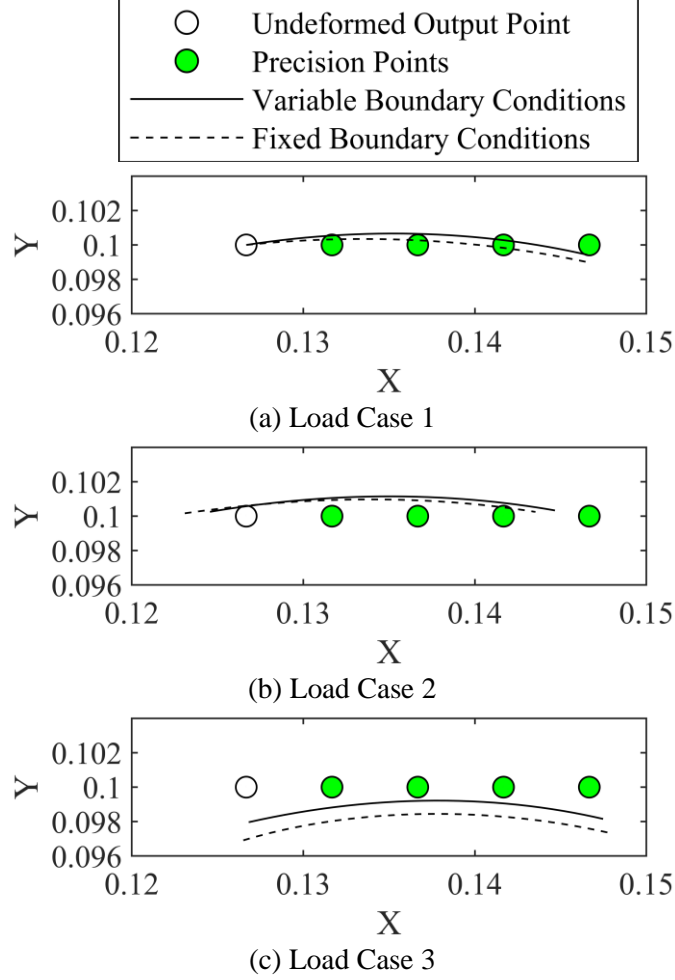 Undeformed Output Point
Precision Points
Variable Boundary Conditions
Fixed Boundary Conditions
0.102
0.1
0.098
0.096
Y
0.12 0.13 0.14 0.15
X
(a) Load Case 1
0.102
0.1
0.098
0.096
Y
0.12 0.13 0.14 0.15
X
(b) Load Case 2
0.102
0.1
0.098
0.096
Y
0.12 0.13 0.14 0.15
X
(c) Load Case 3